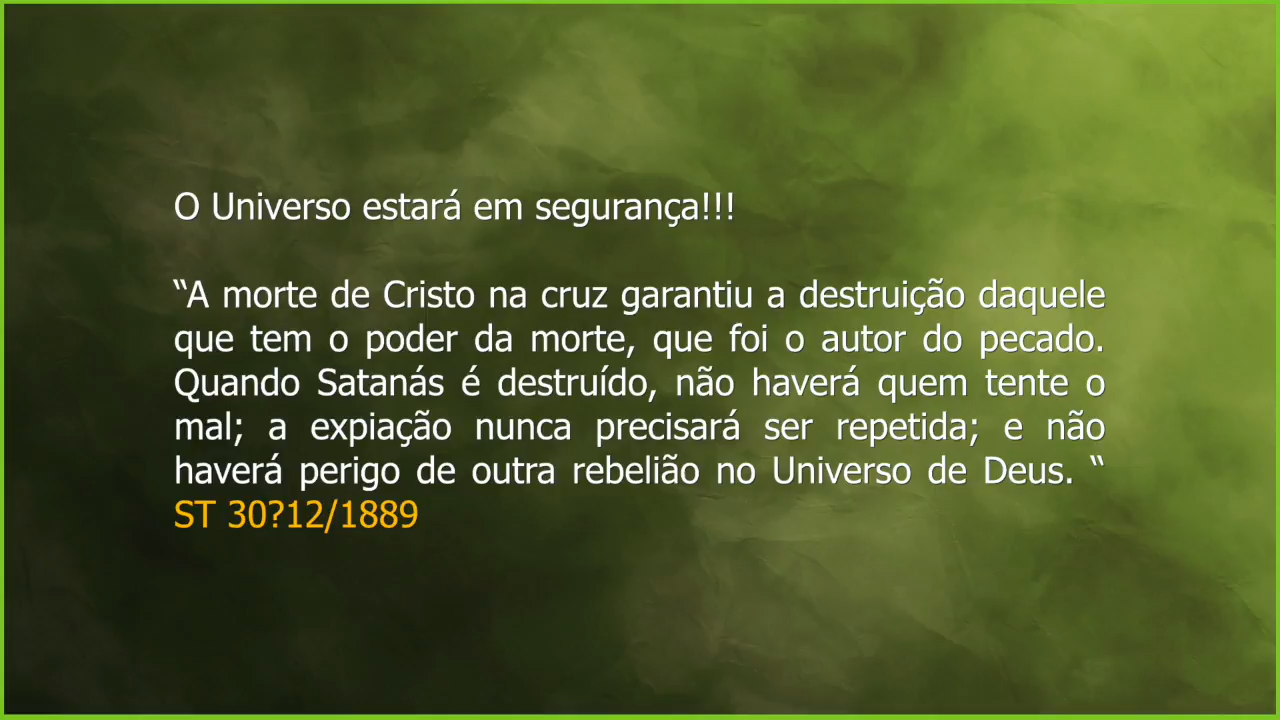 O Universo estará em segurança!!!
“A morte de Cristo na cruz garantiu a destruição daquele
que tem o poder da morte, que foi o autor do pecado.
Quando Satanás é destruído, não haverá quem tente o
mal; a expiação nunca precisará ser repetida; e não
haverá perigo de outra rebelião no Universo de Deus. “
ST 30?12/1889